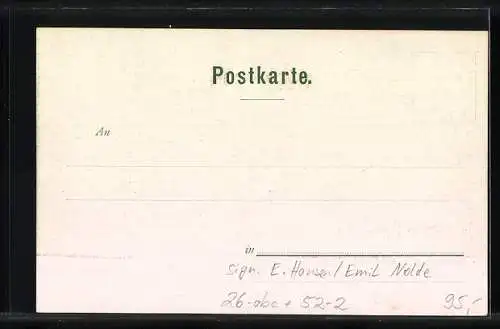 Postkarte.
An
in
sign. E. Hansen/Emil Nolde
26-abc + 52-2 95,-